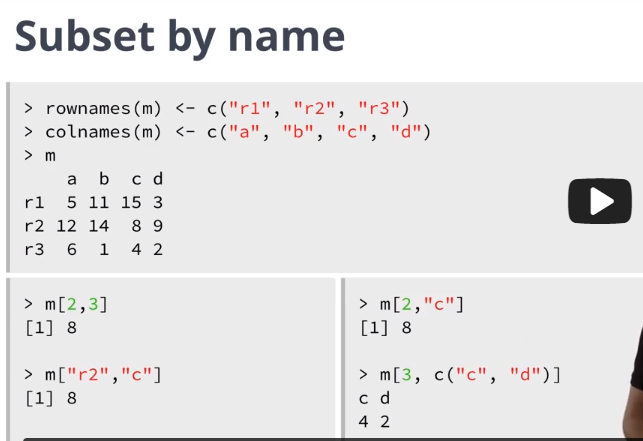 Subset by name
> rownames(m) <- c("r1", "r2", "r3")
> colnames(m) <- c("a", "b", "c", "d")
> m
    a  b  c d
r1  5 11 15 3
r2 12 14  8 9
r3  6  1  4 2
> m[2,3]
[1] 8
> m["r2","c"]
[1] 8
> m[2,"c"]
[1] 8
> m[3, c("c", "d")]
c d
4 2